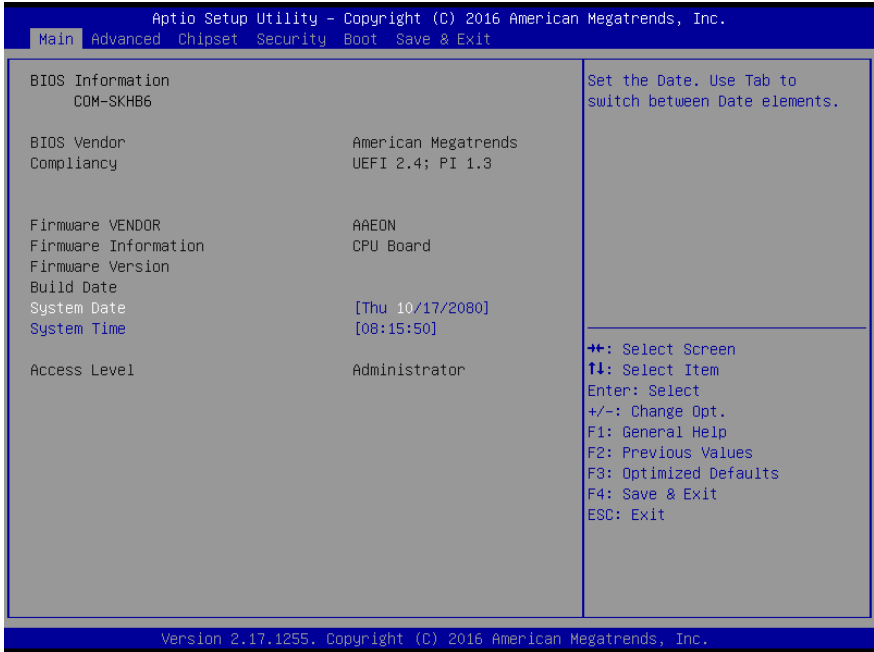 Aptio Setup Utility – Copyright (C) 2016 American Megatrends, Inc.
Main Advanced Chipset Security Boot Save & Exit
BIOS Information
COM-SKHB6
BIOS Vendor American Megatrends
Compliancy UEFI 2.4; PI 1.3
Firmware VENDOR AAEON
Firmware Information CPU Board
Firmware Version
Build Date
System Date [Thu 10/17/2080]
System Time [08:15:50]
Access Level Administrator
Set the Date. Use Tab to
switch between Date elements.
→←: Select Screen
↑↓: Select Item
Enter: Select
+/-: Change Opt.
F1: General Help
F2: Previous Values
F3: Optimized Defaults
F4: Save & Exit
ESC: Exit
Version 2.17.1255. Copyright (C) 2016 American Megatrends, Inc.